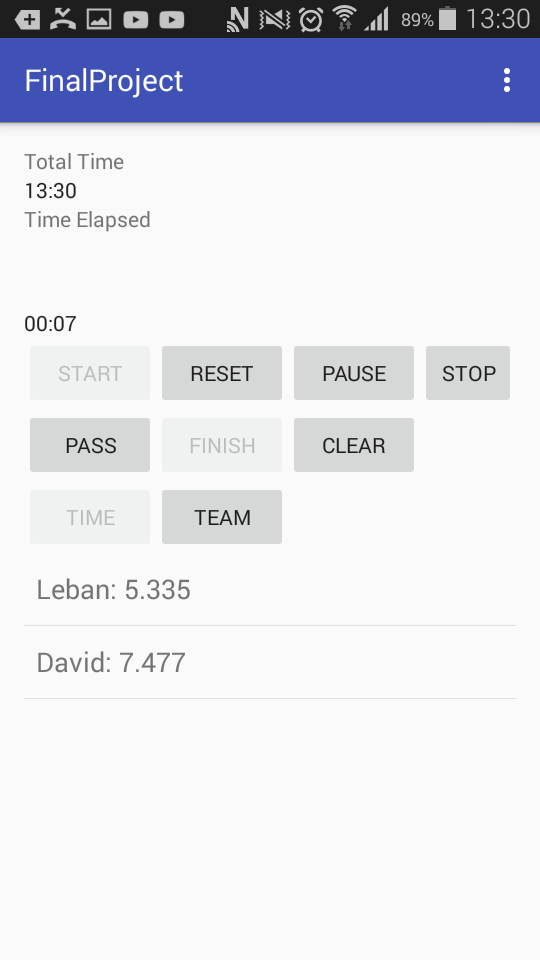 89% 13:30
FinalProject
Total Time
13:30
Time Elapsed
00:07
START RESET PAUSE STOP
PASS FINISH CLEAR
TIME TEAM
Leban: 5.335
David: 7.477